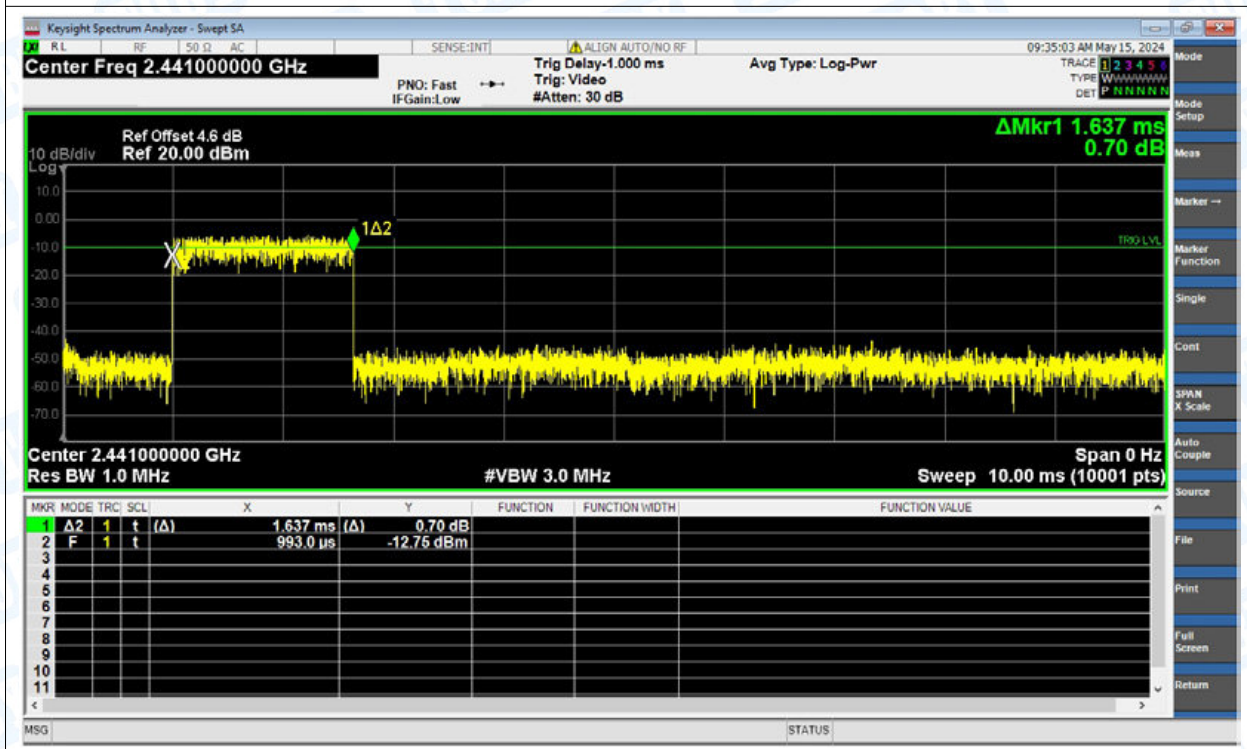 Keysight Spectrum Analyzer - Swept SA
RL RF 50 Ω AC SENSE:INT ALIGN AUTO/NO RF 09:35:03 AM May 15, 2024
Center Freq 2.441000000 GHz
PNO: Fast
IFGain:Low
Trig Delay-1.000 ms
Trig: Video
#Atten: 30 dB
Avg Type: Log-Pwr
TRACE 1 2 3 4 5 6
TYPE WWWWWWW
DET P N N N N N
ΔMkr1 1.637 ms
0.70 dB
Ref Offset 4.6 dB
10 dB/div Ref 20.00 dBm
Log
10.0
0.00
-10.0
-20.0
-30.0
-40.0
-50.0
-60.0
-70.0
1Δ2
TRIG LVL
Center 2.441000000 GHz Span 0 Hz
Res BW 1.0 MHz #VBW 3.0 MHz Sweep 10.00 ms (10001 pts)
MKR MODE TRC SCL X Y FUNCTION FUNCTION WIDTH FUNCTION VALUE
1 Δ2 1 t (Δ) 1.637 ms (Δ) 0.70 dB
2 F 1 t 993.0 µs -12.75 dBm
3
4
5
6
7
8
9
10
11
MSG STATUS
Mode
Mode Setup
Meas
Marker →
Marker Function
Single
Cont
SPAN X Scale
Auto Couple
Source
File
Print
Full Screen
Return